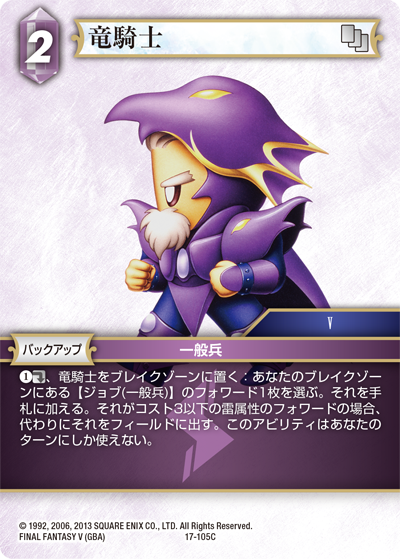 2
竜騎士
V
バックアップ
一般兵
❶、竜騎士をブレイクゾーンに置く：あなたのブレイクゾ
ーンにある【ジョブ(一般兵)】のフォワード1枚を選ぶ。それを手
札に加える。それがコスト3以下の雷属性のフォワードの場合、
代わりにそれをフィールドに出す。このアビリティはあなたの
ターンにしか使えない。
© 1992, 2006, 2013 SQUARE ENIX CO., LTD. All Rights Reserved.
FINAL FANTASY V (GBA)
17-105C